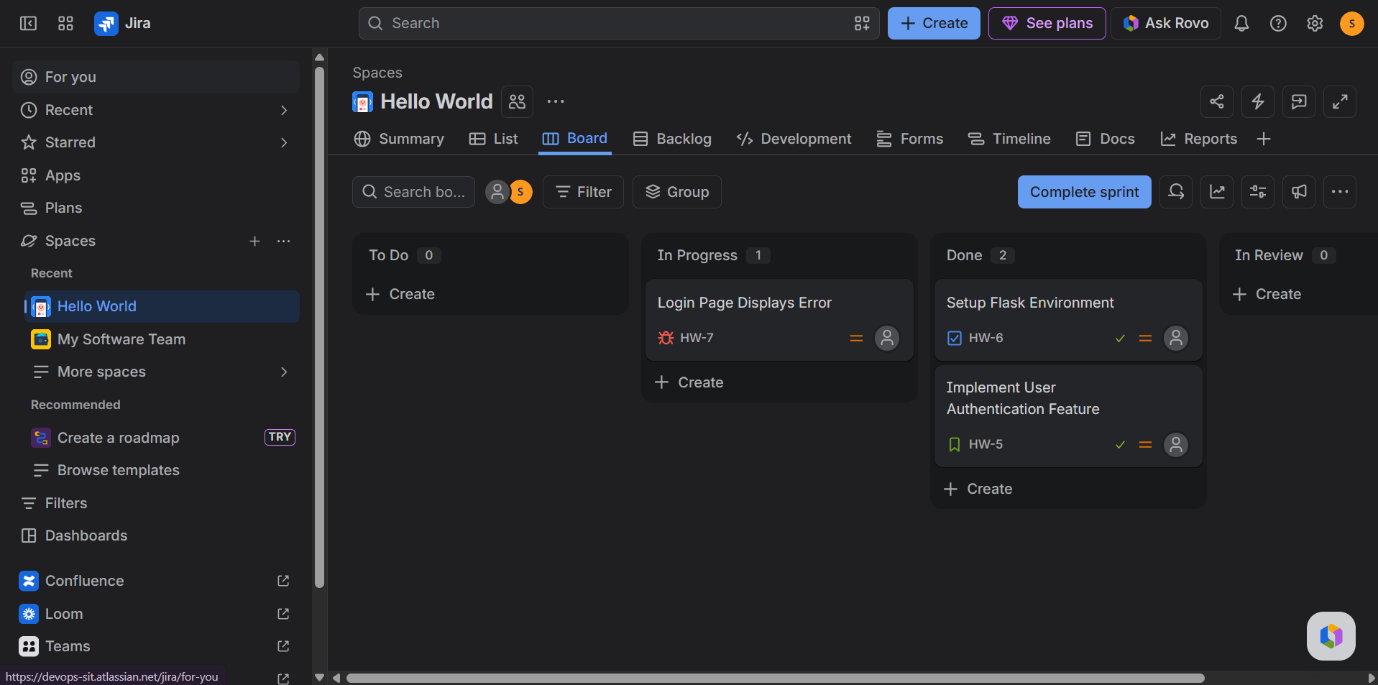 Jira
Search
Create
See plans
Ask Rovo
S
For you
Recent
Starred
Apps
Plans
Spaces
Recent
Hello World
My Software Team
More spaces
Recommended
Create a roadmap
TRY
Browse templates
Filters
Dashboards
Confluence
Loom
Teams
https://devops-sit.atlassian.net/jira/for-you
Spaces
Hello World
Summary
List
Board
Backlog
Development
Forms
Timeline
Docs
Reports
Search bo...
S
Filter
Group
Complete sprint
To Do 0
Create
In Progress 1
Login Page Displays Error
HW-7
Create
Done 2
Setup Flask Environment
HW-6
Implement User
Authentication Feature
HW-5
Create
In Review 0
Create